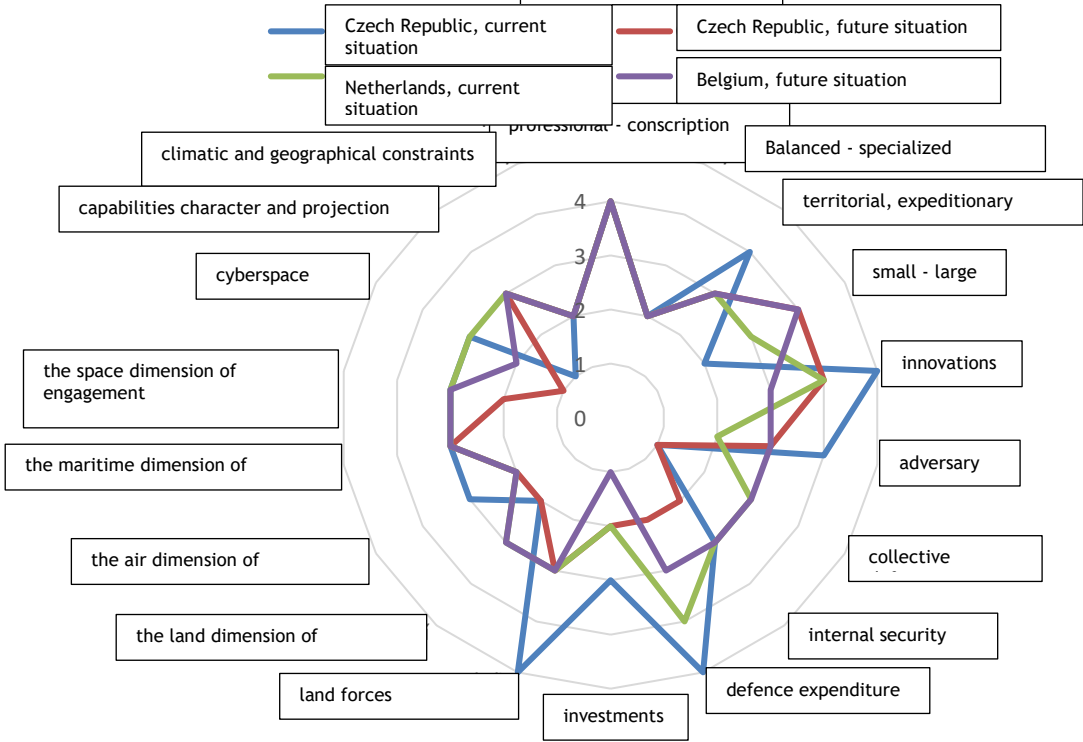 Czech Republic, current
situation
Czech Republic, future situation
Netherlands, current
situation
Belgium, future situation
professional - conscription
climatic and geographical constraints
Balanced - specialized
capabilities character and projection
territorial, expeditionary
cyberspace
small - large
the space dimension of
engagement
innovations
the maritime dimension of
adversary
the air dimension of
collective
the land dimension of
internal security
land forces
defence expenditure
investments
4
3
2
1
0